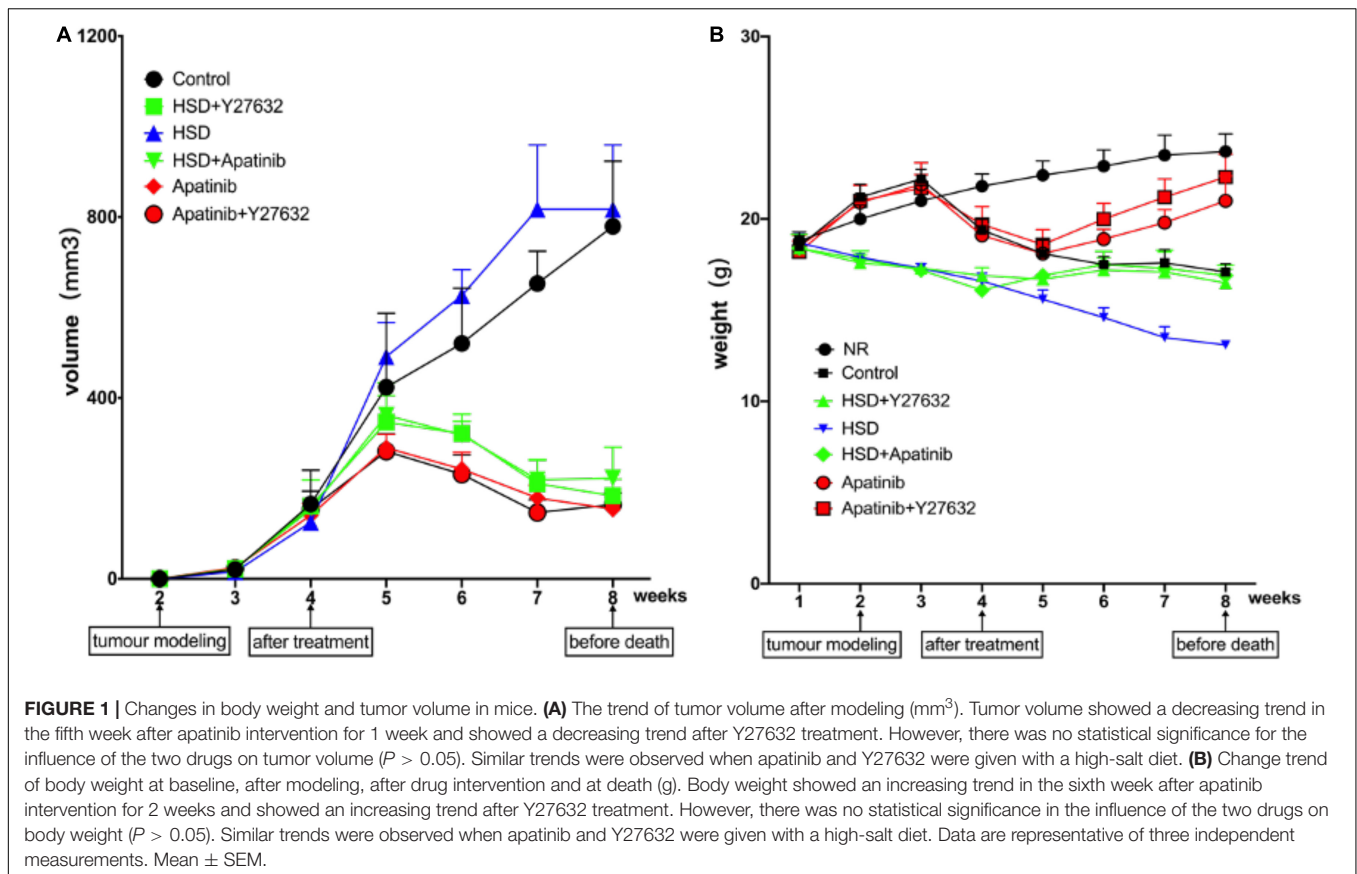 A
1200
800
400
0
volume (mm3)
Control
HSD+Y27632
HSD
HSD+Apatinib
Apatinib
Apatinib+Y27632
2 3 4 5 6 7 8 weeks
tumour modeling
after treatment
before death
B
30
20
10
0
weight (g)
NR
Control
HSD+Y27632
HSD
HSD+Apatinib
Apatinib
Apatinib+Y27632
1 2 3 4 5 6 7 8 weeks
tumour modeling
after treatment
before death
FIGURE 1 | Changes in body weight and tumor volume in mice. (A) The trend of tumor volume after modeling (mm³). Tumor volume showed a decreasing trend in
the fifth week after apatinib intervention for 1 week and showed a decreasing trend after Y27632 treatment. However, there was no statistical significance for the
influence of the two drugs on tumor volume (P > 0.05). Similar trends were observed when apatinib and Y27632 were given with a high-salt diet. (B) Change trend
of body weight at baseline, after modeling, after drug intervention and at death (g). Body weight showed an increasing trend in the sixth week after apatinib
intervention for 2 weeks and showed an increasing trend after Y27632 treatment. However, there was no statistical significance in the influence of the two drugs on
body weight (P > 0.05). Similar trends were observed when apatinib and Y27632 were given with a high-salt diet. Data are representative of three independent
measurements. Mean ± SEM.